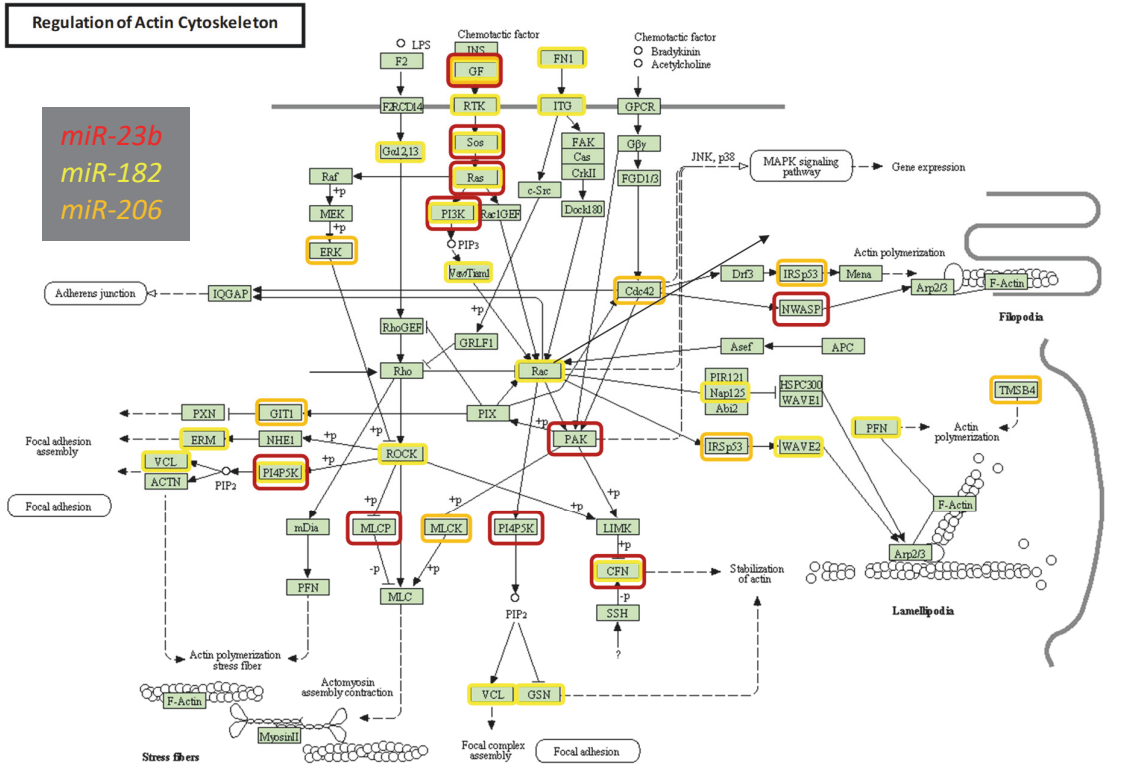 Regulation of Actin Cytoskeleton
miR-23b
miR-182
miR-206
LPS
F2
Chemotactic factor
INS
GF
FN1
Chemotactic factor
Bradykinin
Acetylcholine
F2R
CD14
RTK
ITG
GPCR
Gα12,13
Sos
FAK
Cas
CrkII
Gβγ
JNK, p38
MAPK signaling
pathway
Gene expression
Raf
Ras
c-Src
FGD1/3
+p
MEK
PI3K
Rac1GEF
Dock180
+p
ERK
PIP3
Vav/Tiam1
Actin polymerization
Drf3
IRSp53
Mena
Arp2/3
F-Actin
Adherens junction
IQGAP
Cdc42
NWASP
Filopodia
+p
RhoGEF
GRLF1
Asef
APC
Rho
Rac
PIR121
Nap125
Abi2
HSPC300
WAVE1
TMSB4
PXN
GIT1
PIX
PFN
Actin
polymerization
Focal adhesion
assembly
ERM
NHE1
+p
+p
+p
PAK
IRSp53
WAVE2
ROCK
VCL
ACTN
PIP2
PI4P5K
+p
Focal adhesion
+p
+p
+p
+p
F-Actin
mDia
MLCP
MLCK
PI4P5K
LIMK
+p
Arp2/3
-p
+p
CFN
Stabilization
of actin
PFN
MLC
-p
Lamellipodia
PIP2
SSH
?
Actin polymerization
stress fiber
Actomyosin
assembly contraction
F-Actin
VCL
GSN
MyosinII
Focal complex
assembly
Focal adhesion
Stress fibers